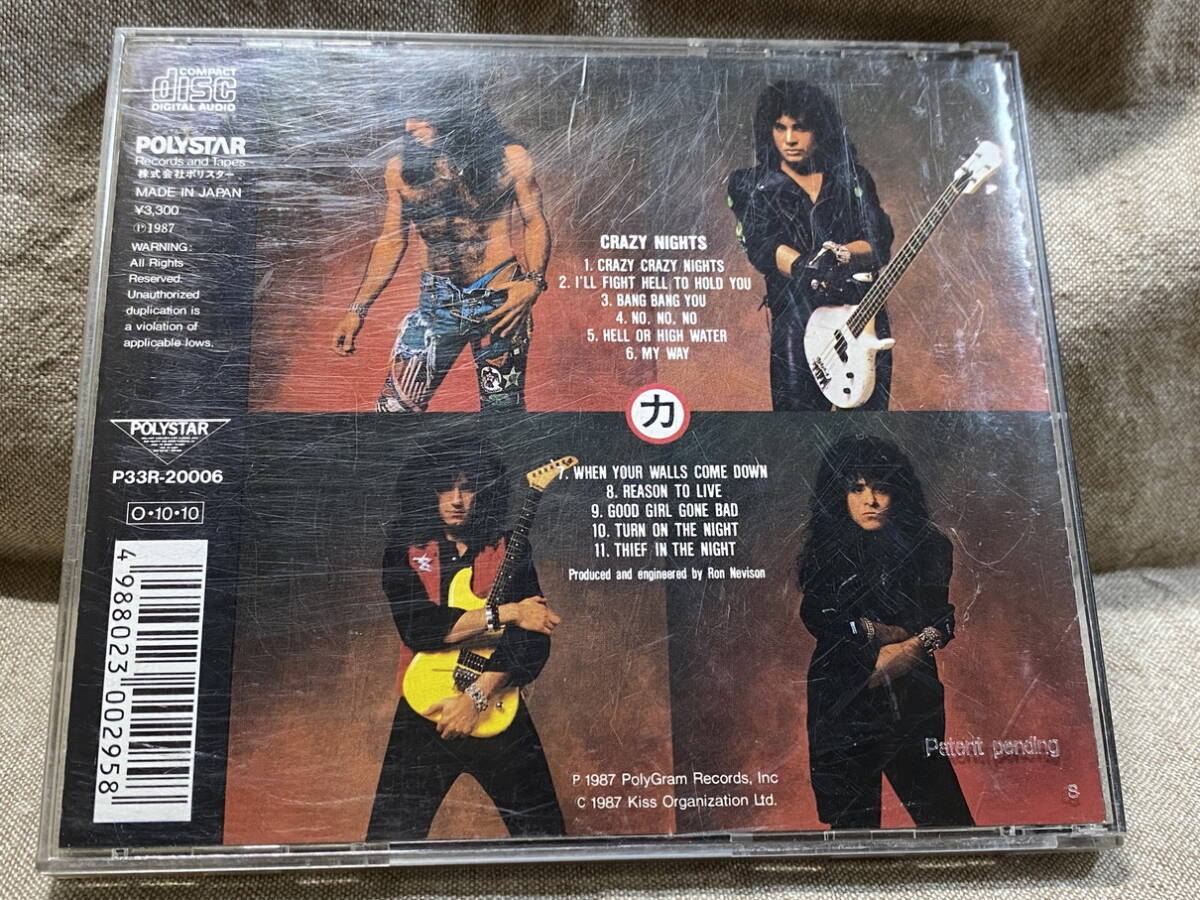 COMPACT
disc
DIGITAL AUDIO
POLYSTAR
Records and Tapes
株式会社ポリスター
MADE IN JAPAN
¥3,300
Ⓟ1987
WARNING:
All Rights
Reserved.
Unauthorized
duplication is
a violation of
applicable lows.
POLYSTAR
P33R-20006
O・10・10
4988023002958
CRAZY NIGHTS
1. CRAZY CRAZY NIGHTS
2. I'LL FIGHT HELL TO HOLD YOU
3. BANG BANG YOU
4. NO. NO. NO
5. HELL OR HIGH WATER
6. MY WAY
力
7. WHEN YOUR WALLS COME DOWN
8. REASON TO LIVE
9. GOOD GIRL GONE BAD
10. TURN ON THE NIGHT
11. THIEF IN THE NIGHT
Produced and engineered by Ron Nevison
P 1987 PolyGram Records, Inc
C 1987 Kiss Organization Ltd.
Patent pending
8